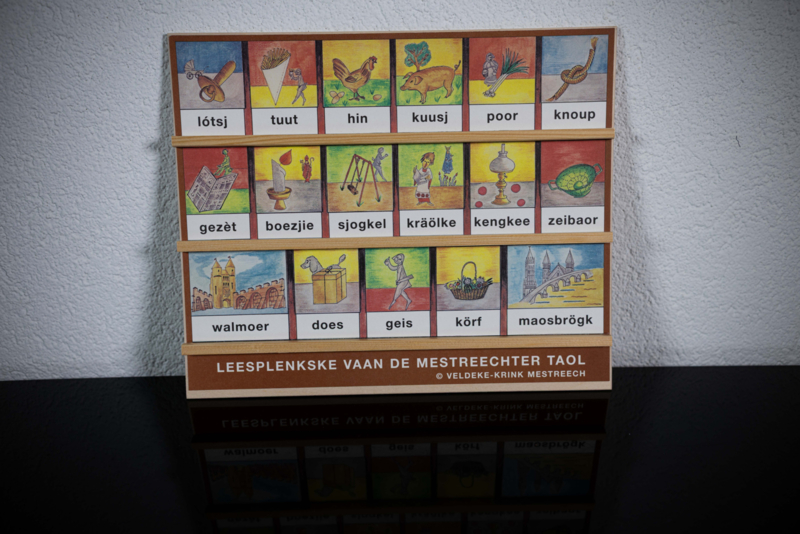 lótsj tuut hin kuusj poor knoup
gezèt boezjie sjogkel kräölke kengkee zeibaor
walmoer does geis körf maosbrögk
LEESPLENKSKE VAAN DE MESTREECHTER TAOL
© VELDEKE-KRINK MESTREECH